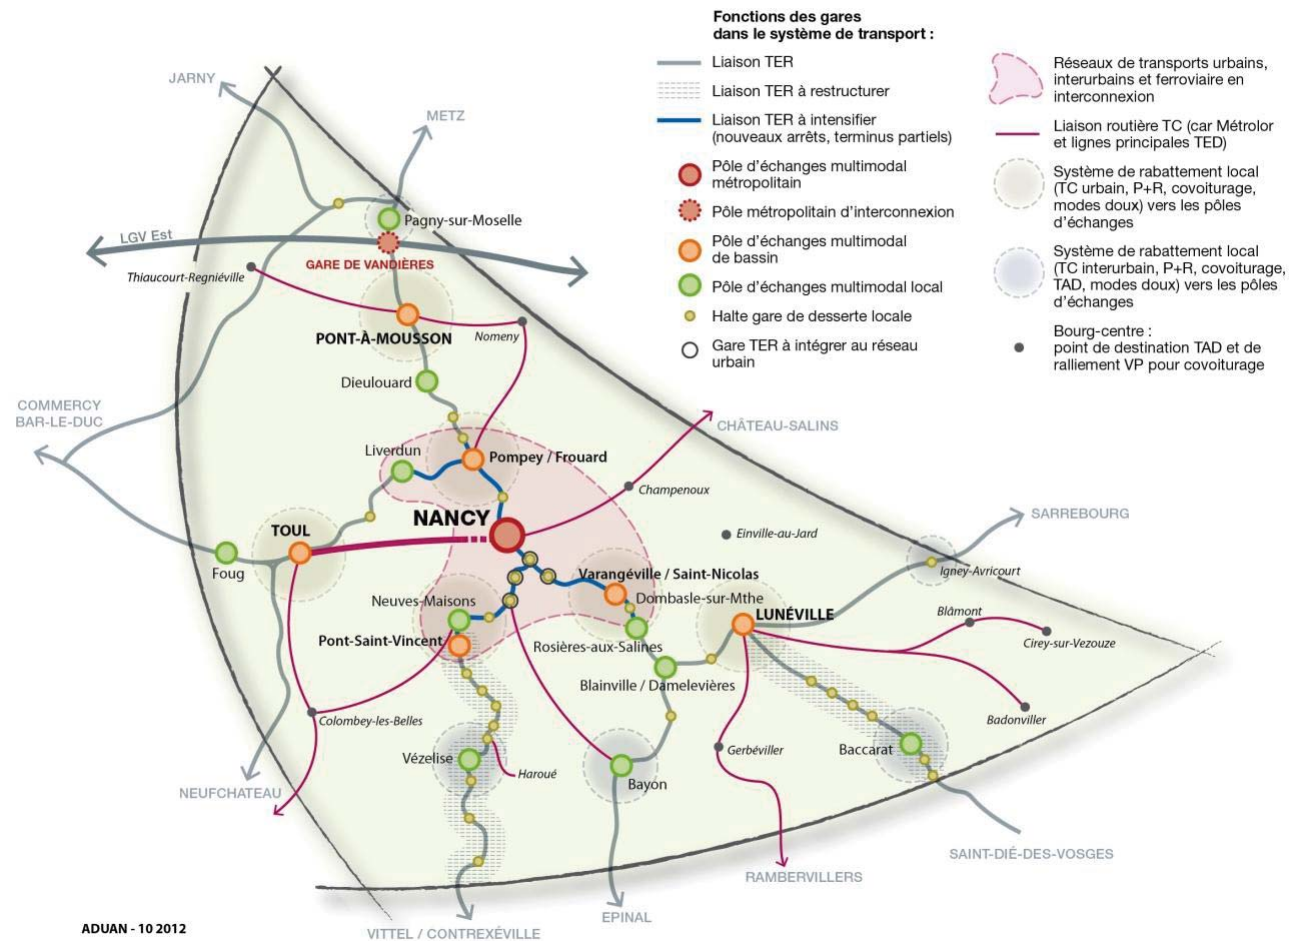 Fonctions des gares
dans le système de transport :
Liaison TER
Liaison TER à restructurer
Liaison TER à intensifier
(nouveaux arrêts, terminus partiels)
Pôle d'échanges multimodal
métropolitain
Pôle métropolitain d'interconnexion
Pôle d'échanges multimodal
de bassin
Pôle d'échanges multimodal local
Halte gare de desserte locale
Gare TER à intégrer au réseau
urbain
Réseaux de transports urbains,
interurbains et ferroviaire en
interconnexion
Liaison routière TC (car Métrolor
et lignes principales TED)
Système de rabattement local
(TC urbain, P+R, covoiturage,
modes doux) vers les pôles
d'échanges
Système de rabattement local
(TC interurbain, P+R, covoiturage,
TAD, modes doux) vers les pôles
d'échanges
Bourg-centre :
point de destination TAD et de
ralliement VP pour covoiturage
JARNY
METZ
Pagny-sur-Moselle
LGV Est
GARE DE VANDIÈRES
Thiaucourt-Regniéville
PONT-À-MOUSSON
Nomeny
Dieulouard
COMMERCY
BAR-LE-DUC
CHÂTEAU-SALINS
Liverdun
Pompey / Frouard
Champenoux
NANCY
TOUL
Einville-au-Jard
SARREBOURG
Foug
Varangéville / Saint-Nicolas
Igney-Avricourt
Neuves-Maisons
Dombasle-sur-Mthe
LUNÉVILLE
Blâmont
Cirey-sur-Vezouze
Pont-Saint-Vincent
Rosières-aux-Salines
Blainville / Damelevières
Colombey-les-Belles
Badonviller
Vézelise
Haroué
Gerbéviller
Baccarat
Bayon
NEUFCHATEAU
SAINT-DIÉ-DES-VOSGES
RAMBERVILLERS
EPINAL
VITTEL / CONTREXÉVILLE
ADUAN - 10 2012